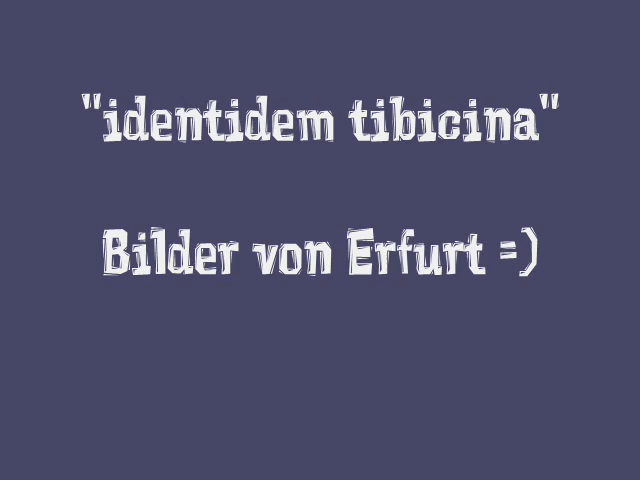 "identidem tibicina"
Bilder von Erfurt =)